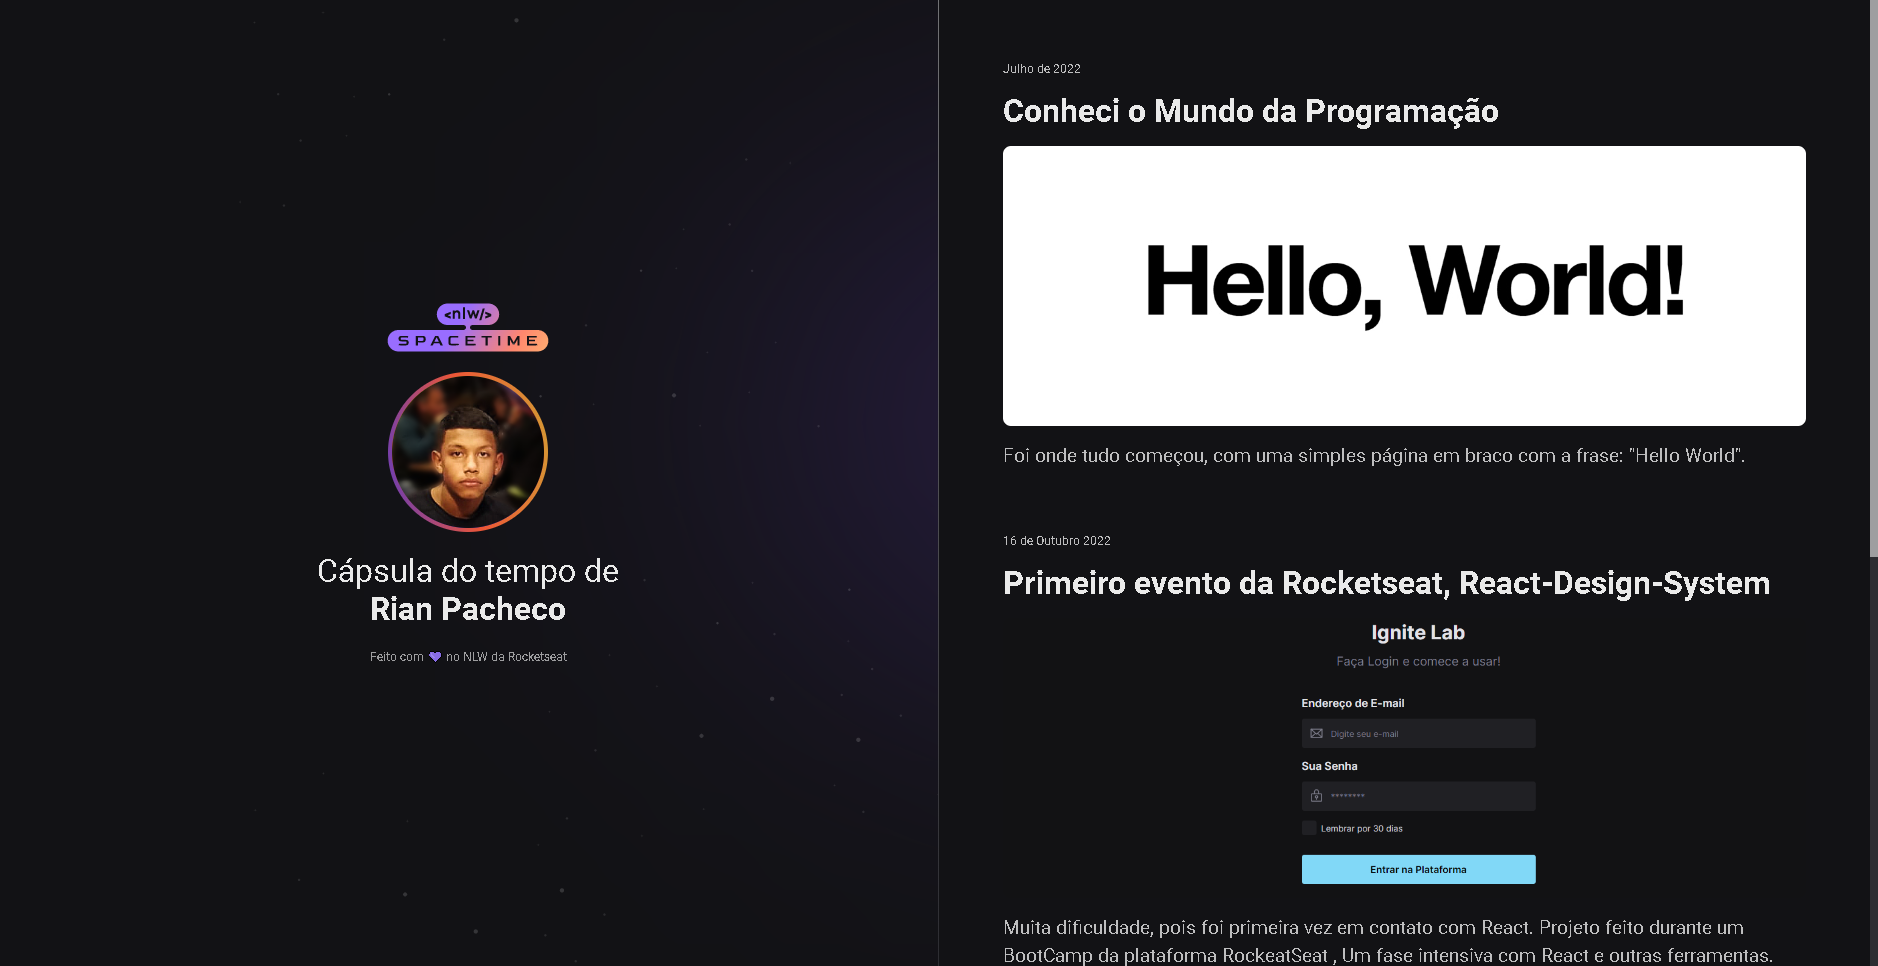 <nlw/>
SPACETIME
Cápsula do tempo de
Rian Pacheco
Feito com 💜 no NLW da Rocketseat
Julho de 2022
Conheci o Mundo da Programação
Hello, World!
Foi onde tudo começou, com uma simples página em braco com a frase: "Hello World".
16 de Outubro 2022
Primeiro evento da Rocketseat, React-Design-System
Ignite Lab
Faça Login e comece a usar!
Endereço de E-mail
Digite seu e-mail
Sua Senha
********
Lembrar por 30 dias
Entrar na Plataforma
Muita dificuldade, pois foi primeira vez em contato com React. Projeto feito durante um
BootCamp da plataforma RockeatSeat , Um fase intensiva com React e outras ferramentas.